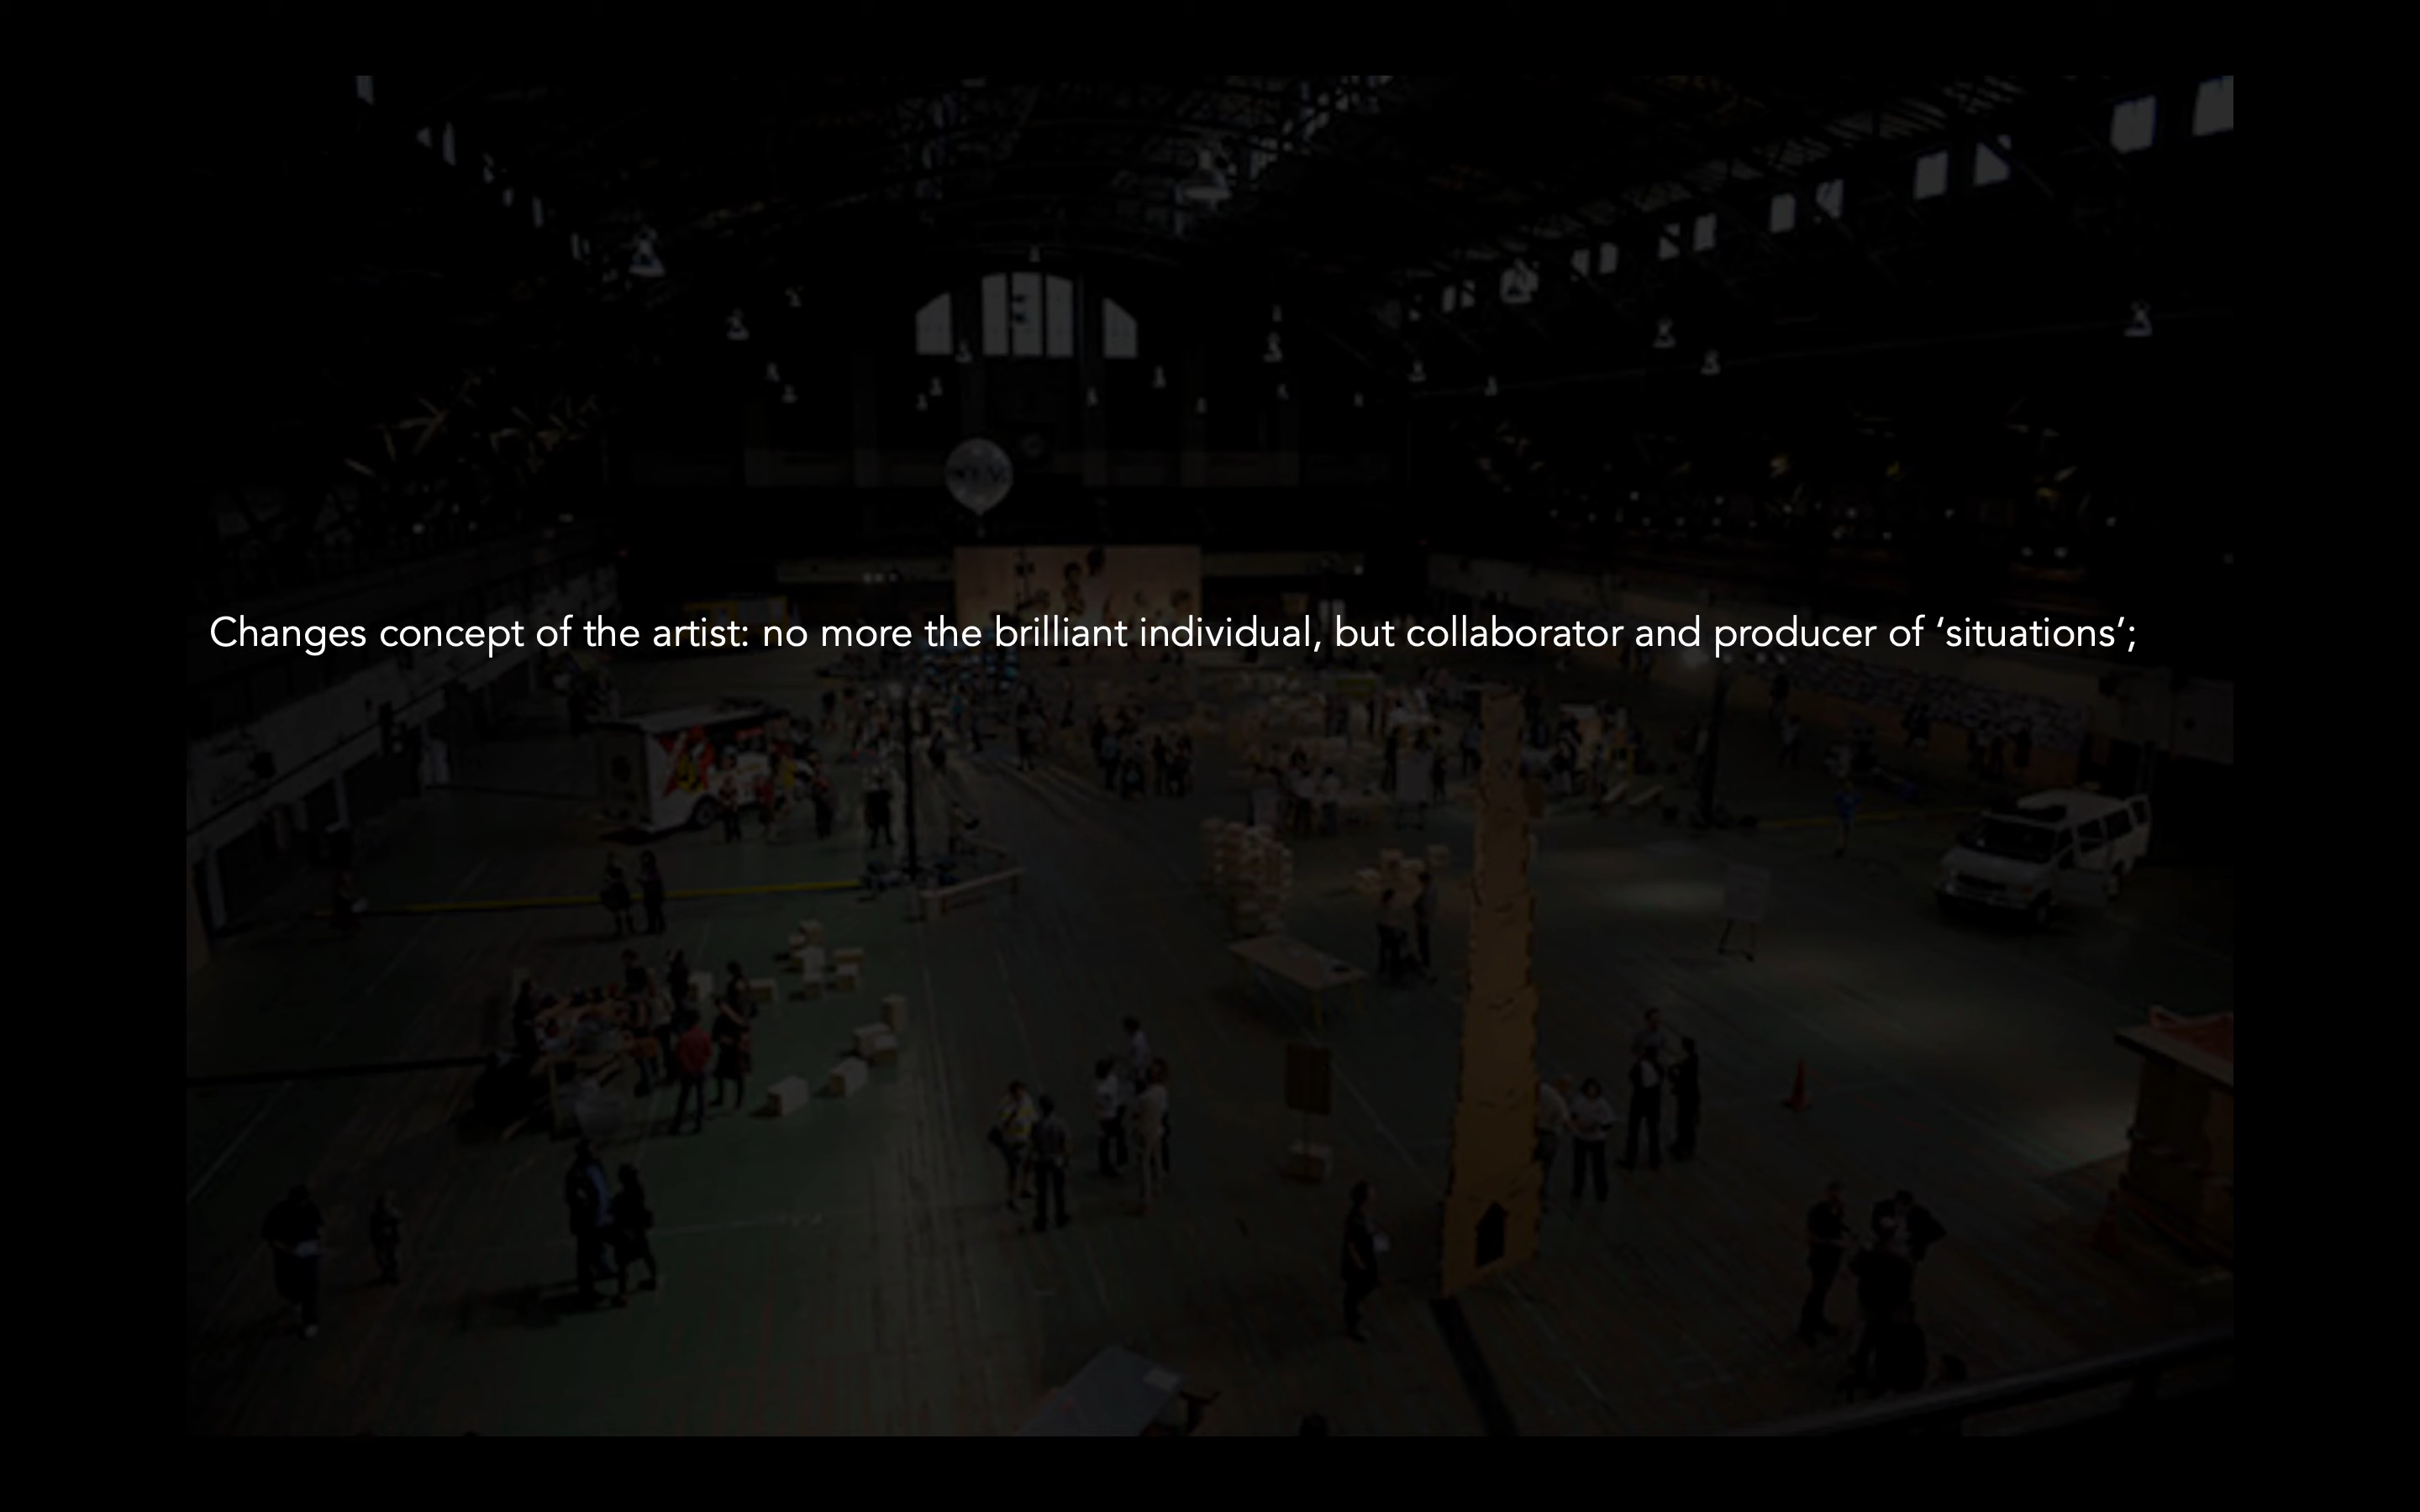 Changes concept of the artist: no more the brilliant individual, but collaborator and producer of ‘situations’;